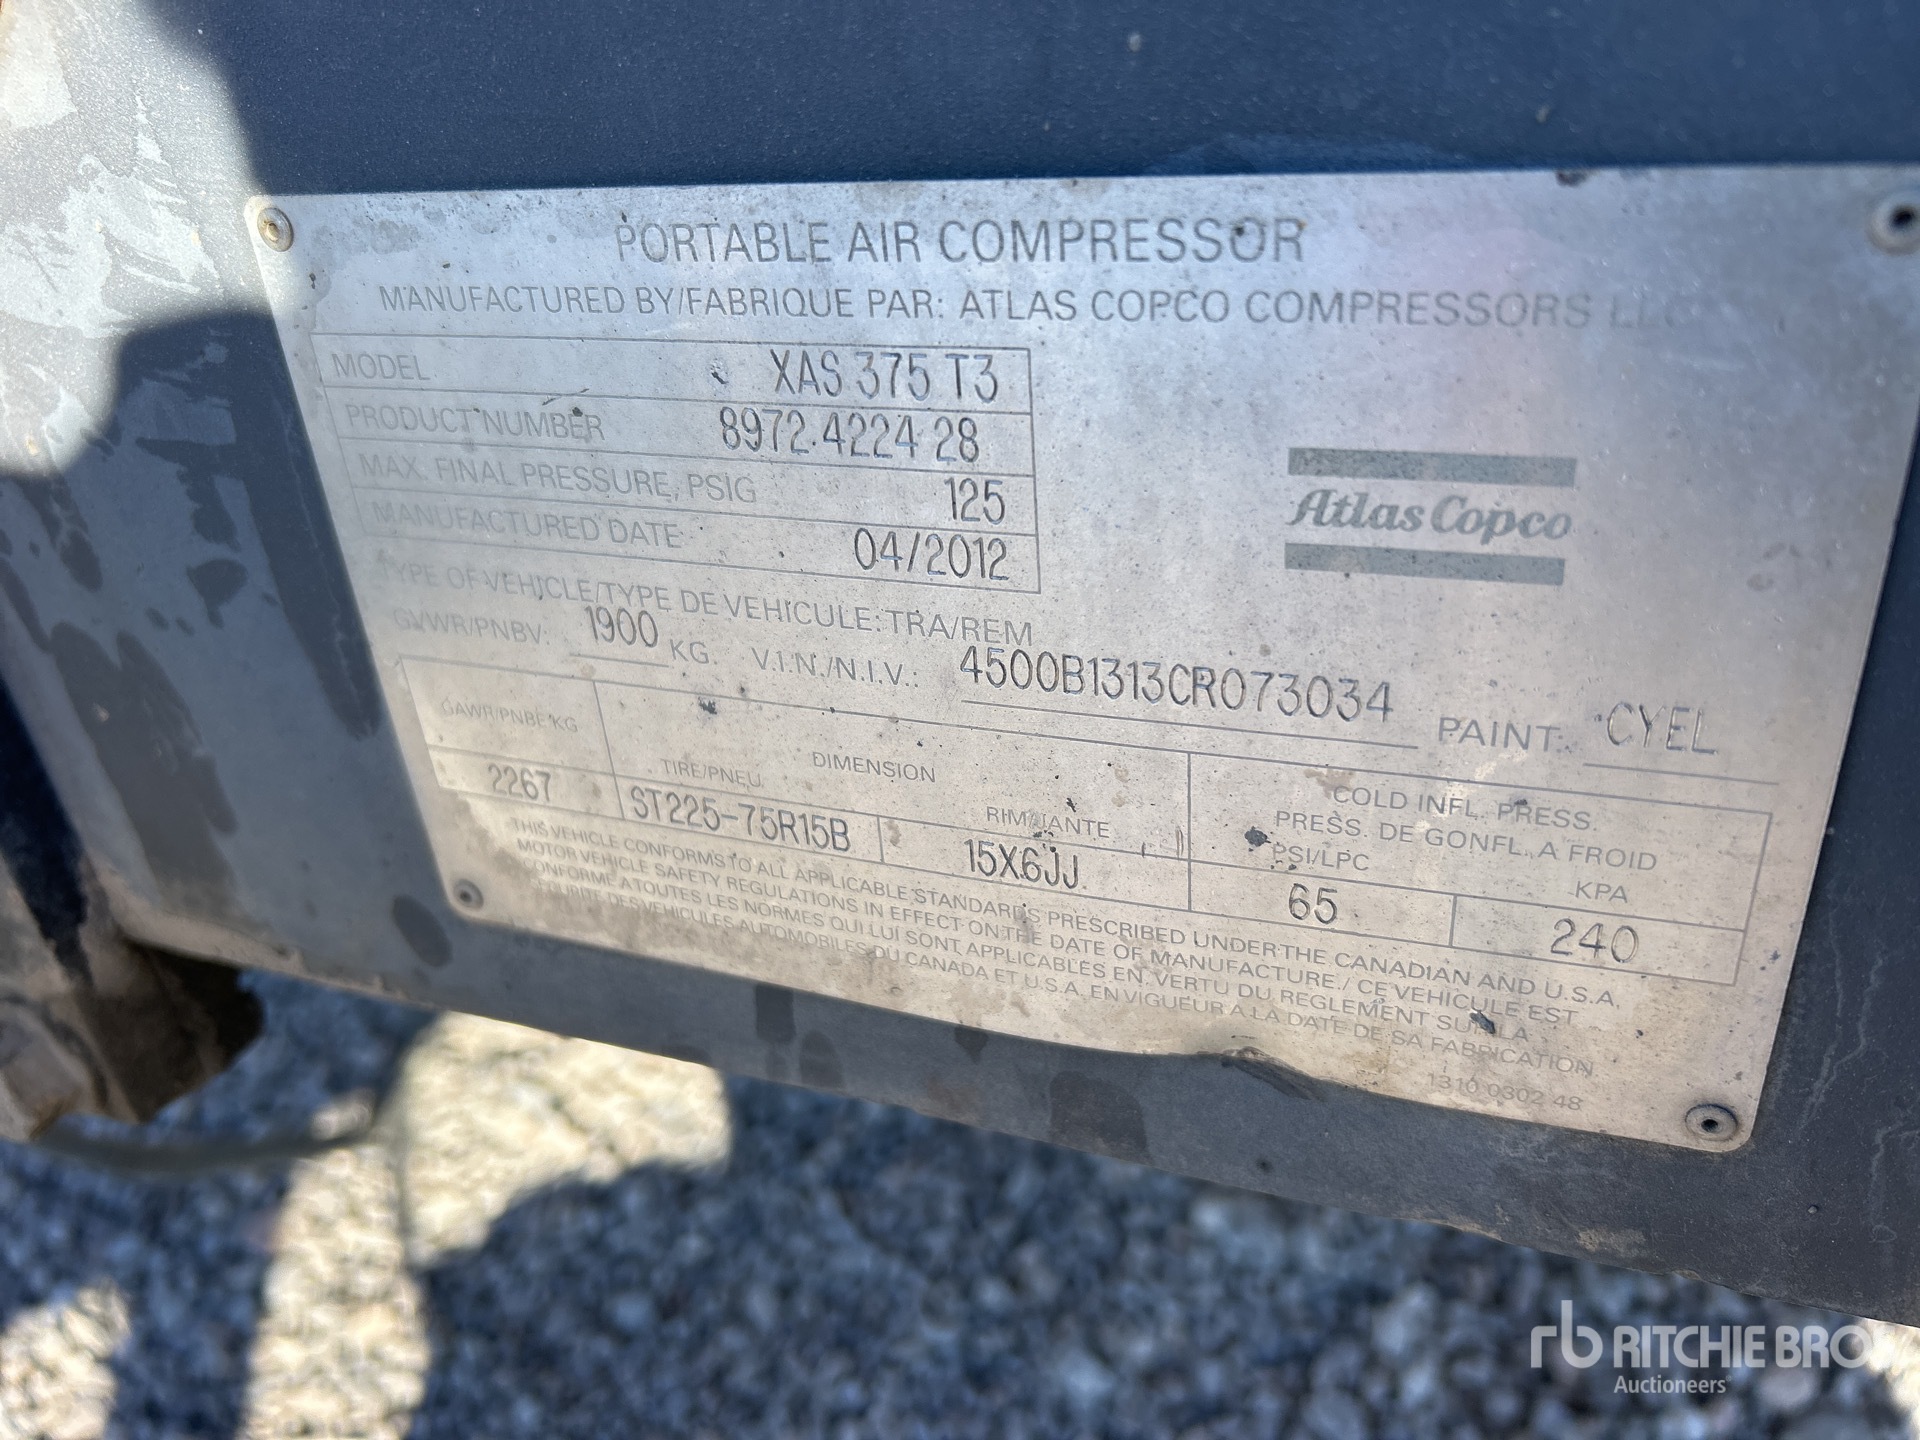 PORTABLE AIR COMPRESSOR
MANUFACTURED BY/FABRIQUE PAR: ATLAS COPCO COMPRESSORS LLC
MODEL XAS 375 T3
PRODUCT NUMBER 8972.4224 28
MAX. FINAL PRESSURE, PSIG 125
MANUFACTURED DATE 04/2012
Atlas Copco
TYPE OF VEHICLE/TYPE DE VEHICULE: TRA/REM
GVWR/PNBV: 1900 KG. V.I.N./N.I.V.: 4500B1313CR073034 PAINT: CYEL
GAWR/PNBE KG
DIMENSION
TIRE/PNEU
RIM/JANTE
COLD INFL. PRESS.
PRESS. DE GONFL. A FROID
PSI/LPC KPA
2267 ST225-75R15B 15X6JJ 65 240
THIS VEHICLE CONFORMS TO ALL APPLICABLE STANDARDS PRESCRIBED UNDER THE CANADIAN AND U.S.A.
MOTOR VEHICLE SAFETY REGULATIONS IN EFFECT ON THE DATE OF MANUFACTURE./ CE VEHICULE EST
CONFORME A TOUTES LES NORMES QUI LUI SONT APPLICABLES EN VERTU DU REGLEMENT SUR LA
SECURITE DES VEHICULES AUTOMOBILES DU CANADA ET U.S.A. EN VIGUEUR A LA DATE DE SA FABRICATION.
1310 0302 48
rb RITCHIE BRO
Auctioneers